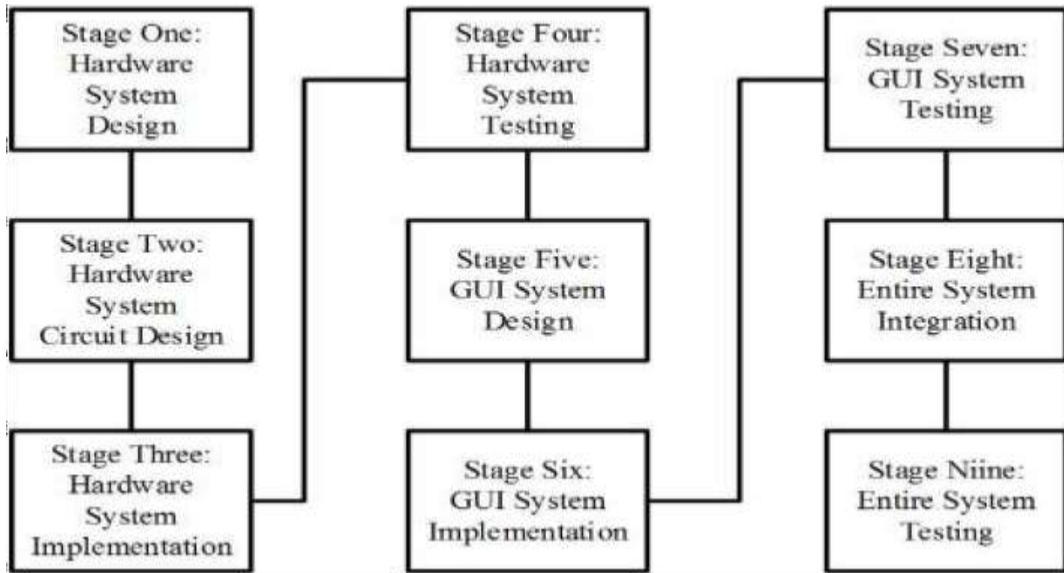 Stage One:
Hardware
System
Design
Stage Two:
Hardware
System
Circuit Design
Stage Three:
Hardware
System
Implementation
Stage Four:
Hardware
System
Testing
Stage Five:
GUI System
Design
Stage Six:
GUI System
Implementation
Stage Seven:
GUI System
Testing
Stage Eight:
Entire System
Integration
Stage Niine:
Entire System
Testing